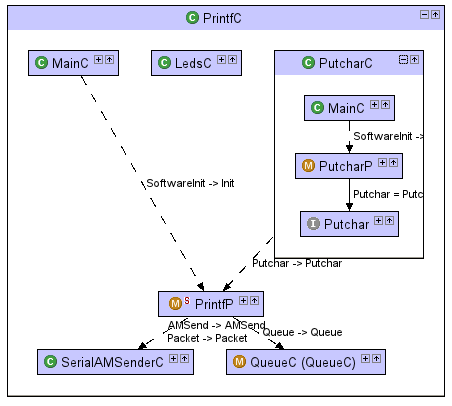 C PrintfC
C MainC
C LedsC
C PutcharC
C MainC
SoftwareInit ->
M PutcharP
Putchar = Putc
I Putchar
SoftwareInit -> Init
Putchar -> Putchar
M S PrintfP
AMSend -> AMSend
Packet -> Packet
Queue -> Queue
C SerialAMSenderC
M QueueC (QueueC)